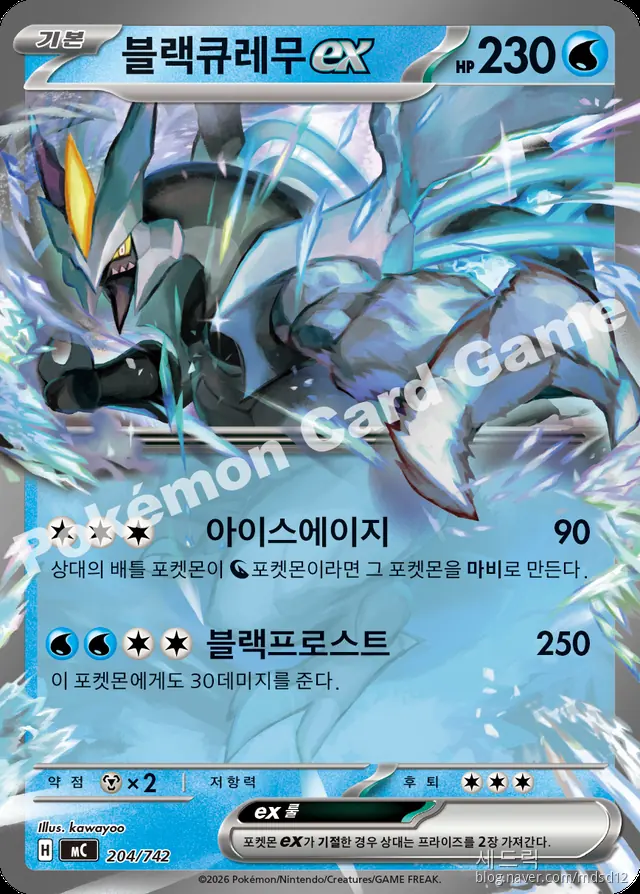 기본 블랙큐레무 ex HP 230
Pokémon Card Game
아이스에이지 90
상대의 배틀 포켓몬이 포켓몬이라면 그 포켓몬을 마비로 만든다.
블랙프로스트 250
이 포켓몬에게도 30데미지를 준다.
약점 ×2 저항력 후퇴
ex 룰
포켓몬 ex가 기절한 경우 상대는 프라이즈를 2장 가져간다.
Illus. kawayoo
H MC 204/742
세드릭
blog.naver.com/mdsd12
©2026 Pokémon/Nintendo/Creatures/GAME FREAK.